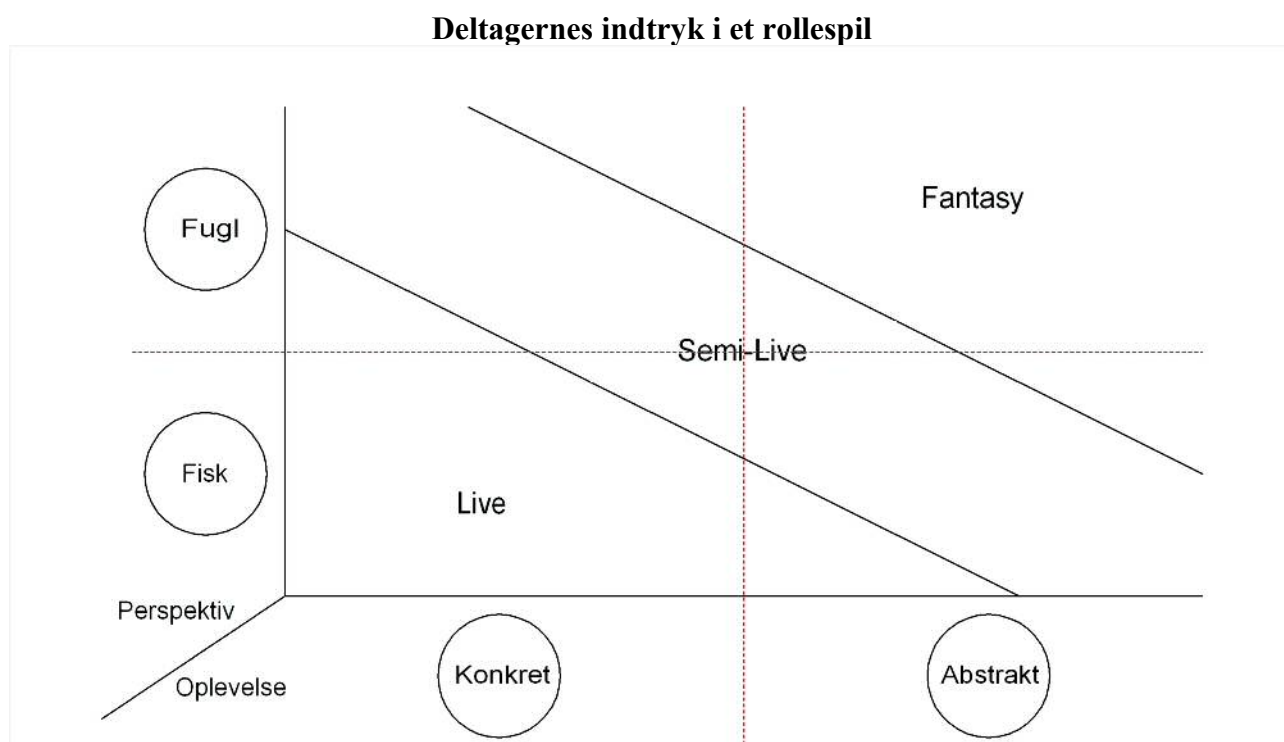 Deltagernes indtryk i et rollespil
Fantasy
Fugl
Semi-Live
Fisk
Live
Perspektiv
Oplevelse
Konkret
Abstrakt